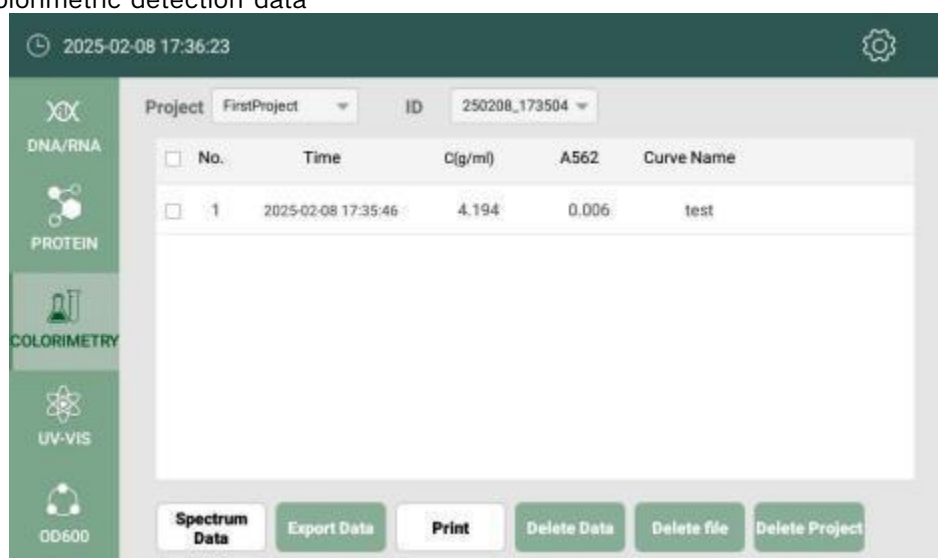 colorimetric detection data
2025-02-08 17:36:23
DNA/RNA
PROTEIN
COLORIMETRY
UV-VIS
OD600
Project FirstProject ID 250208_173504
No. Time C(g/ml) A562 Curve Name
1 2025-02-08 17:35:46 4.194 0.006 test
Spectrum
Data
Export Data
Print
Delete Data
Delete file
Delete Project